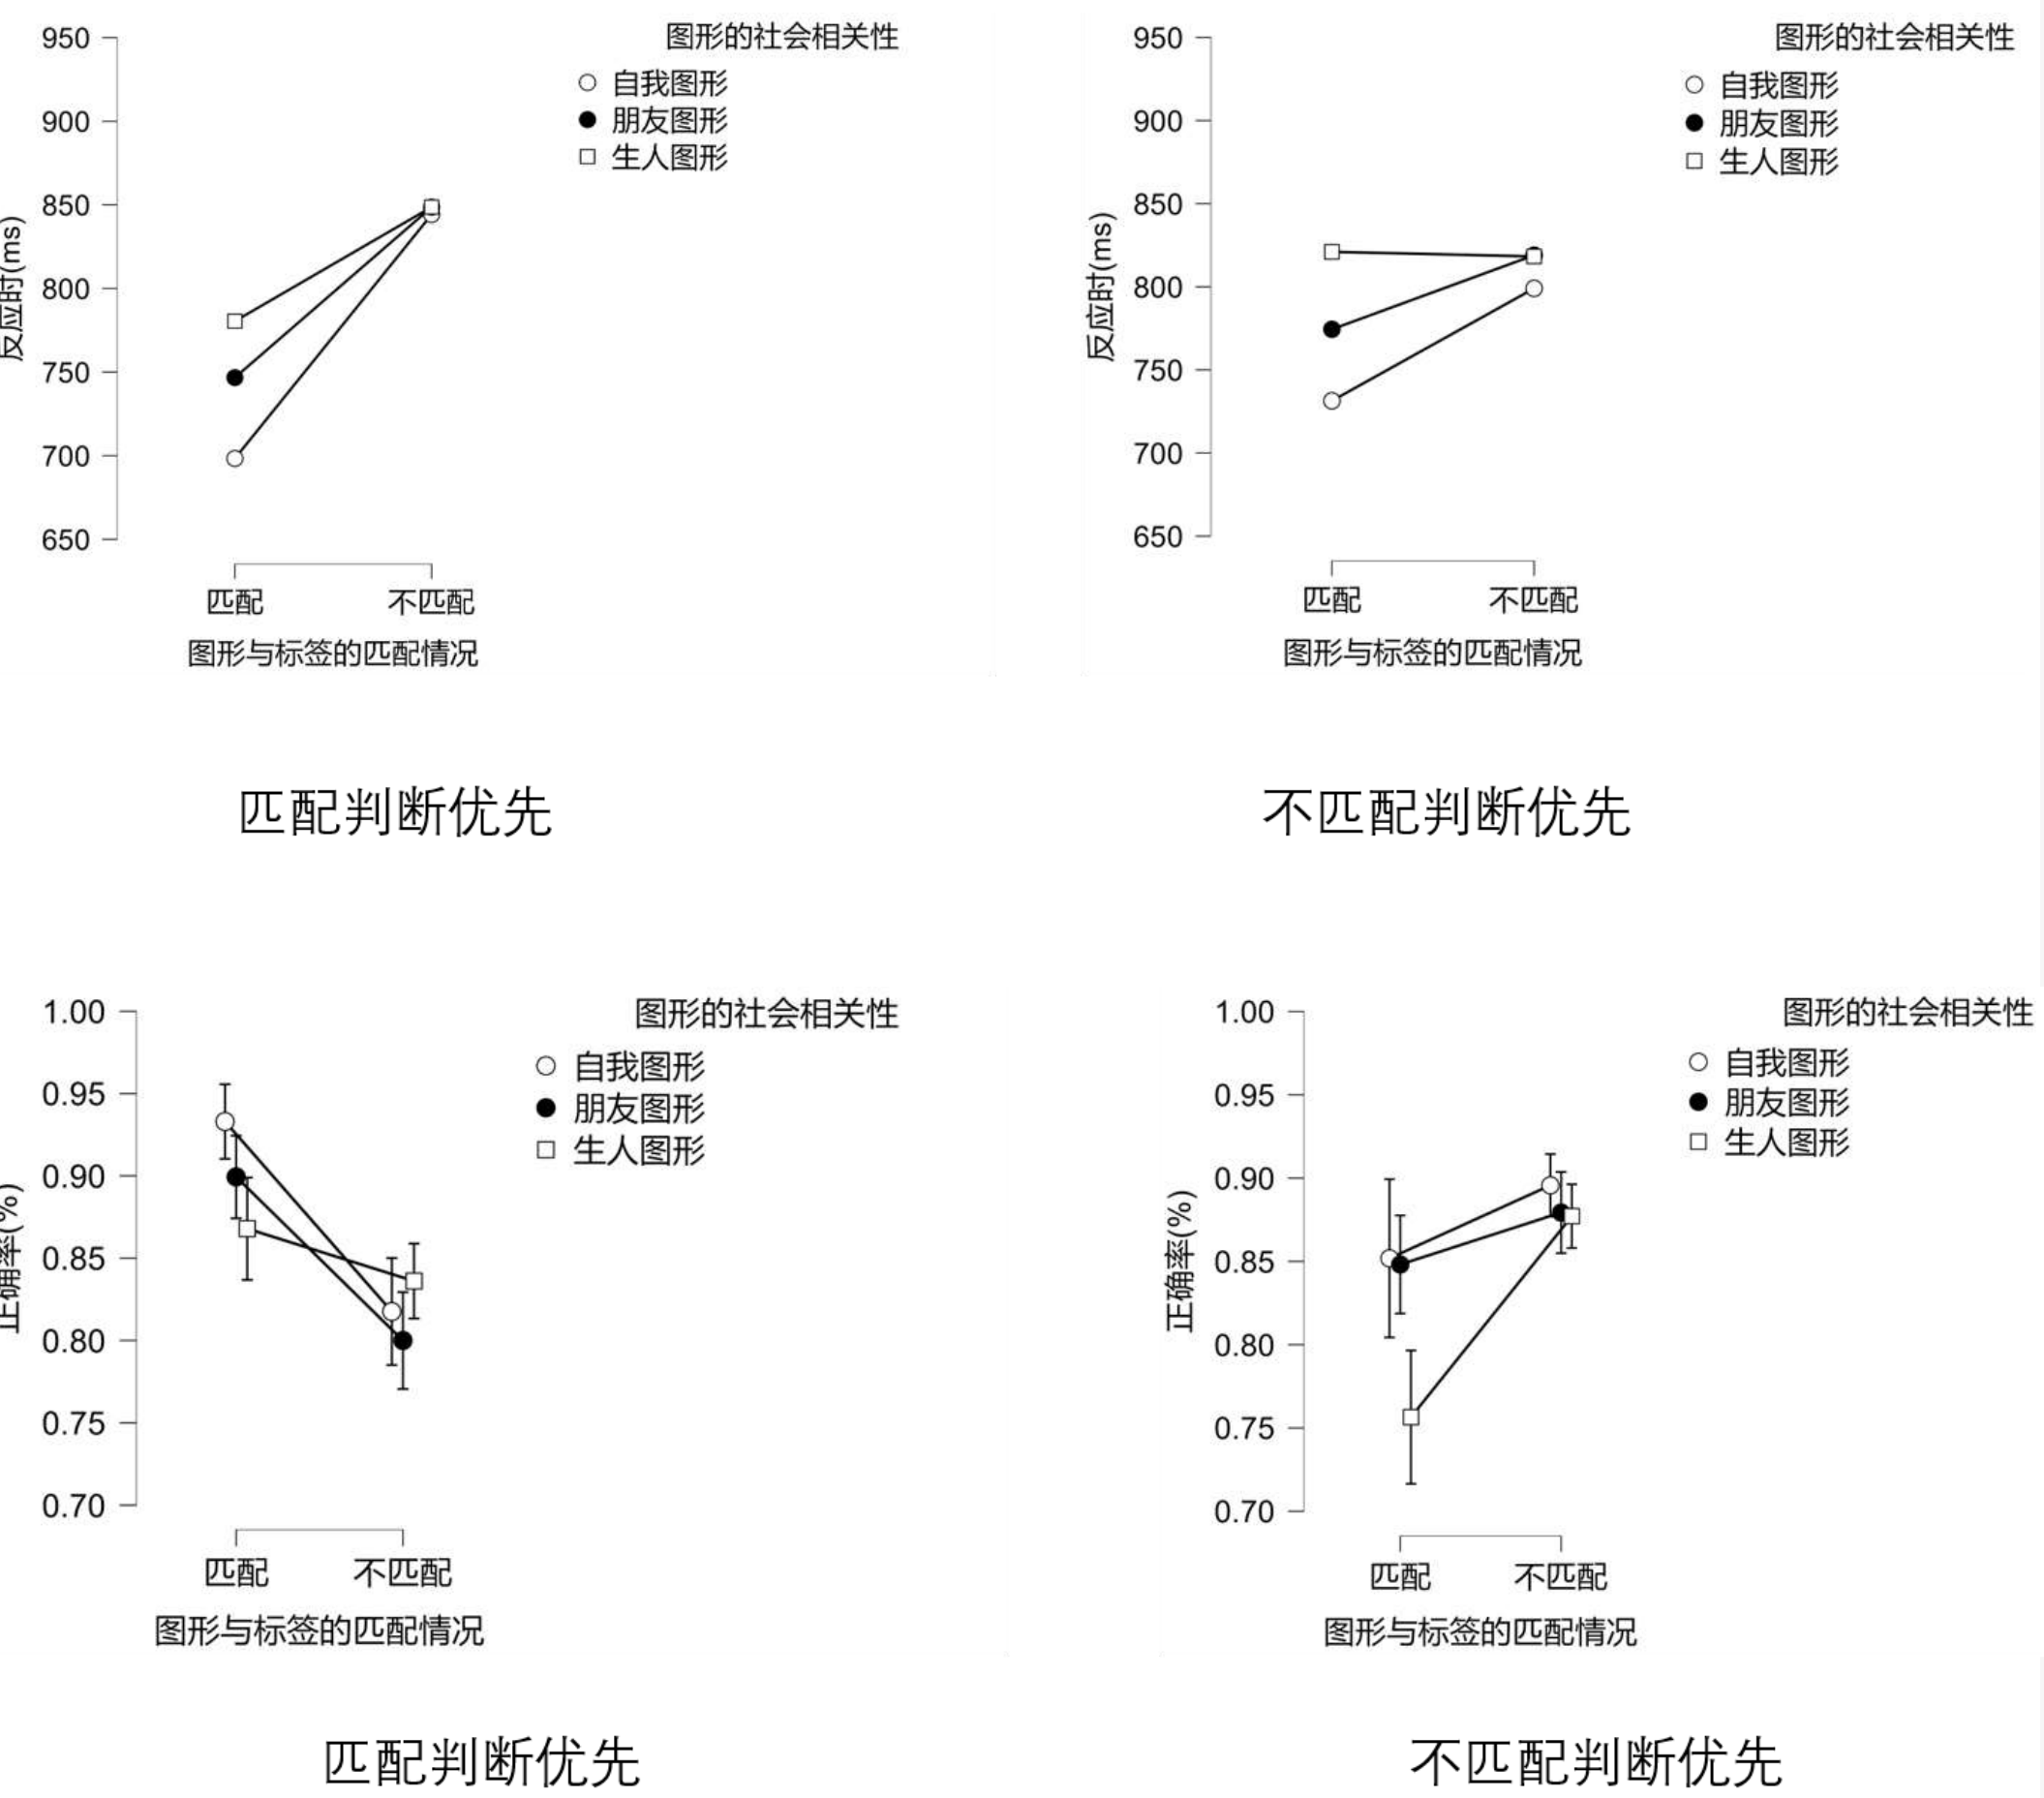 图形的社会相关性
自我图形
朋友图形
生人图形
950
900
850
800
750
700
650
反应时(ms)
匹配 不匹配
图形与标签的匹配情况
匹配判断优先
图形的社会相关性
自我图形
朋友图形
生人图形
950
900
850
800
750
700
650
反应时(ms)
匹配 不匹配
图形与标签的匹配情况
不匹配判断优先
图形的社会相关性
自我图形
朋友图形
生人图形
1.00
0.95
0.90
0.85
0.80
0.75
0.70
正确率(%)
匹配 不匹配
图形与标签的匹配情况
匹配判断优先
图形的社会相关性
自我图形
朋友图形
生人图形
1.00
0.95
0.90
0.85
0.80
0.75
0.70
正确率(%)
匹配 不匹配
图形与标签的匹配情况
不匹配判断优先